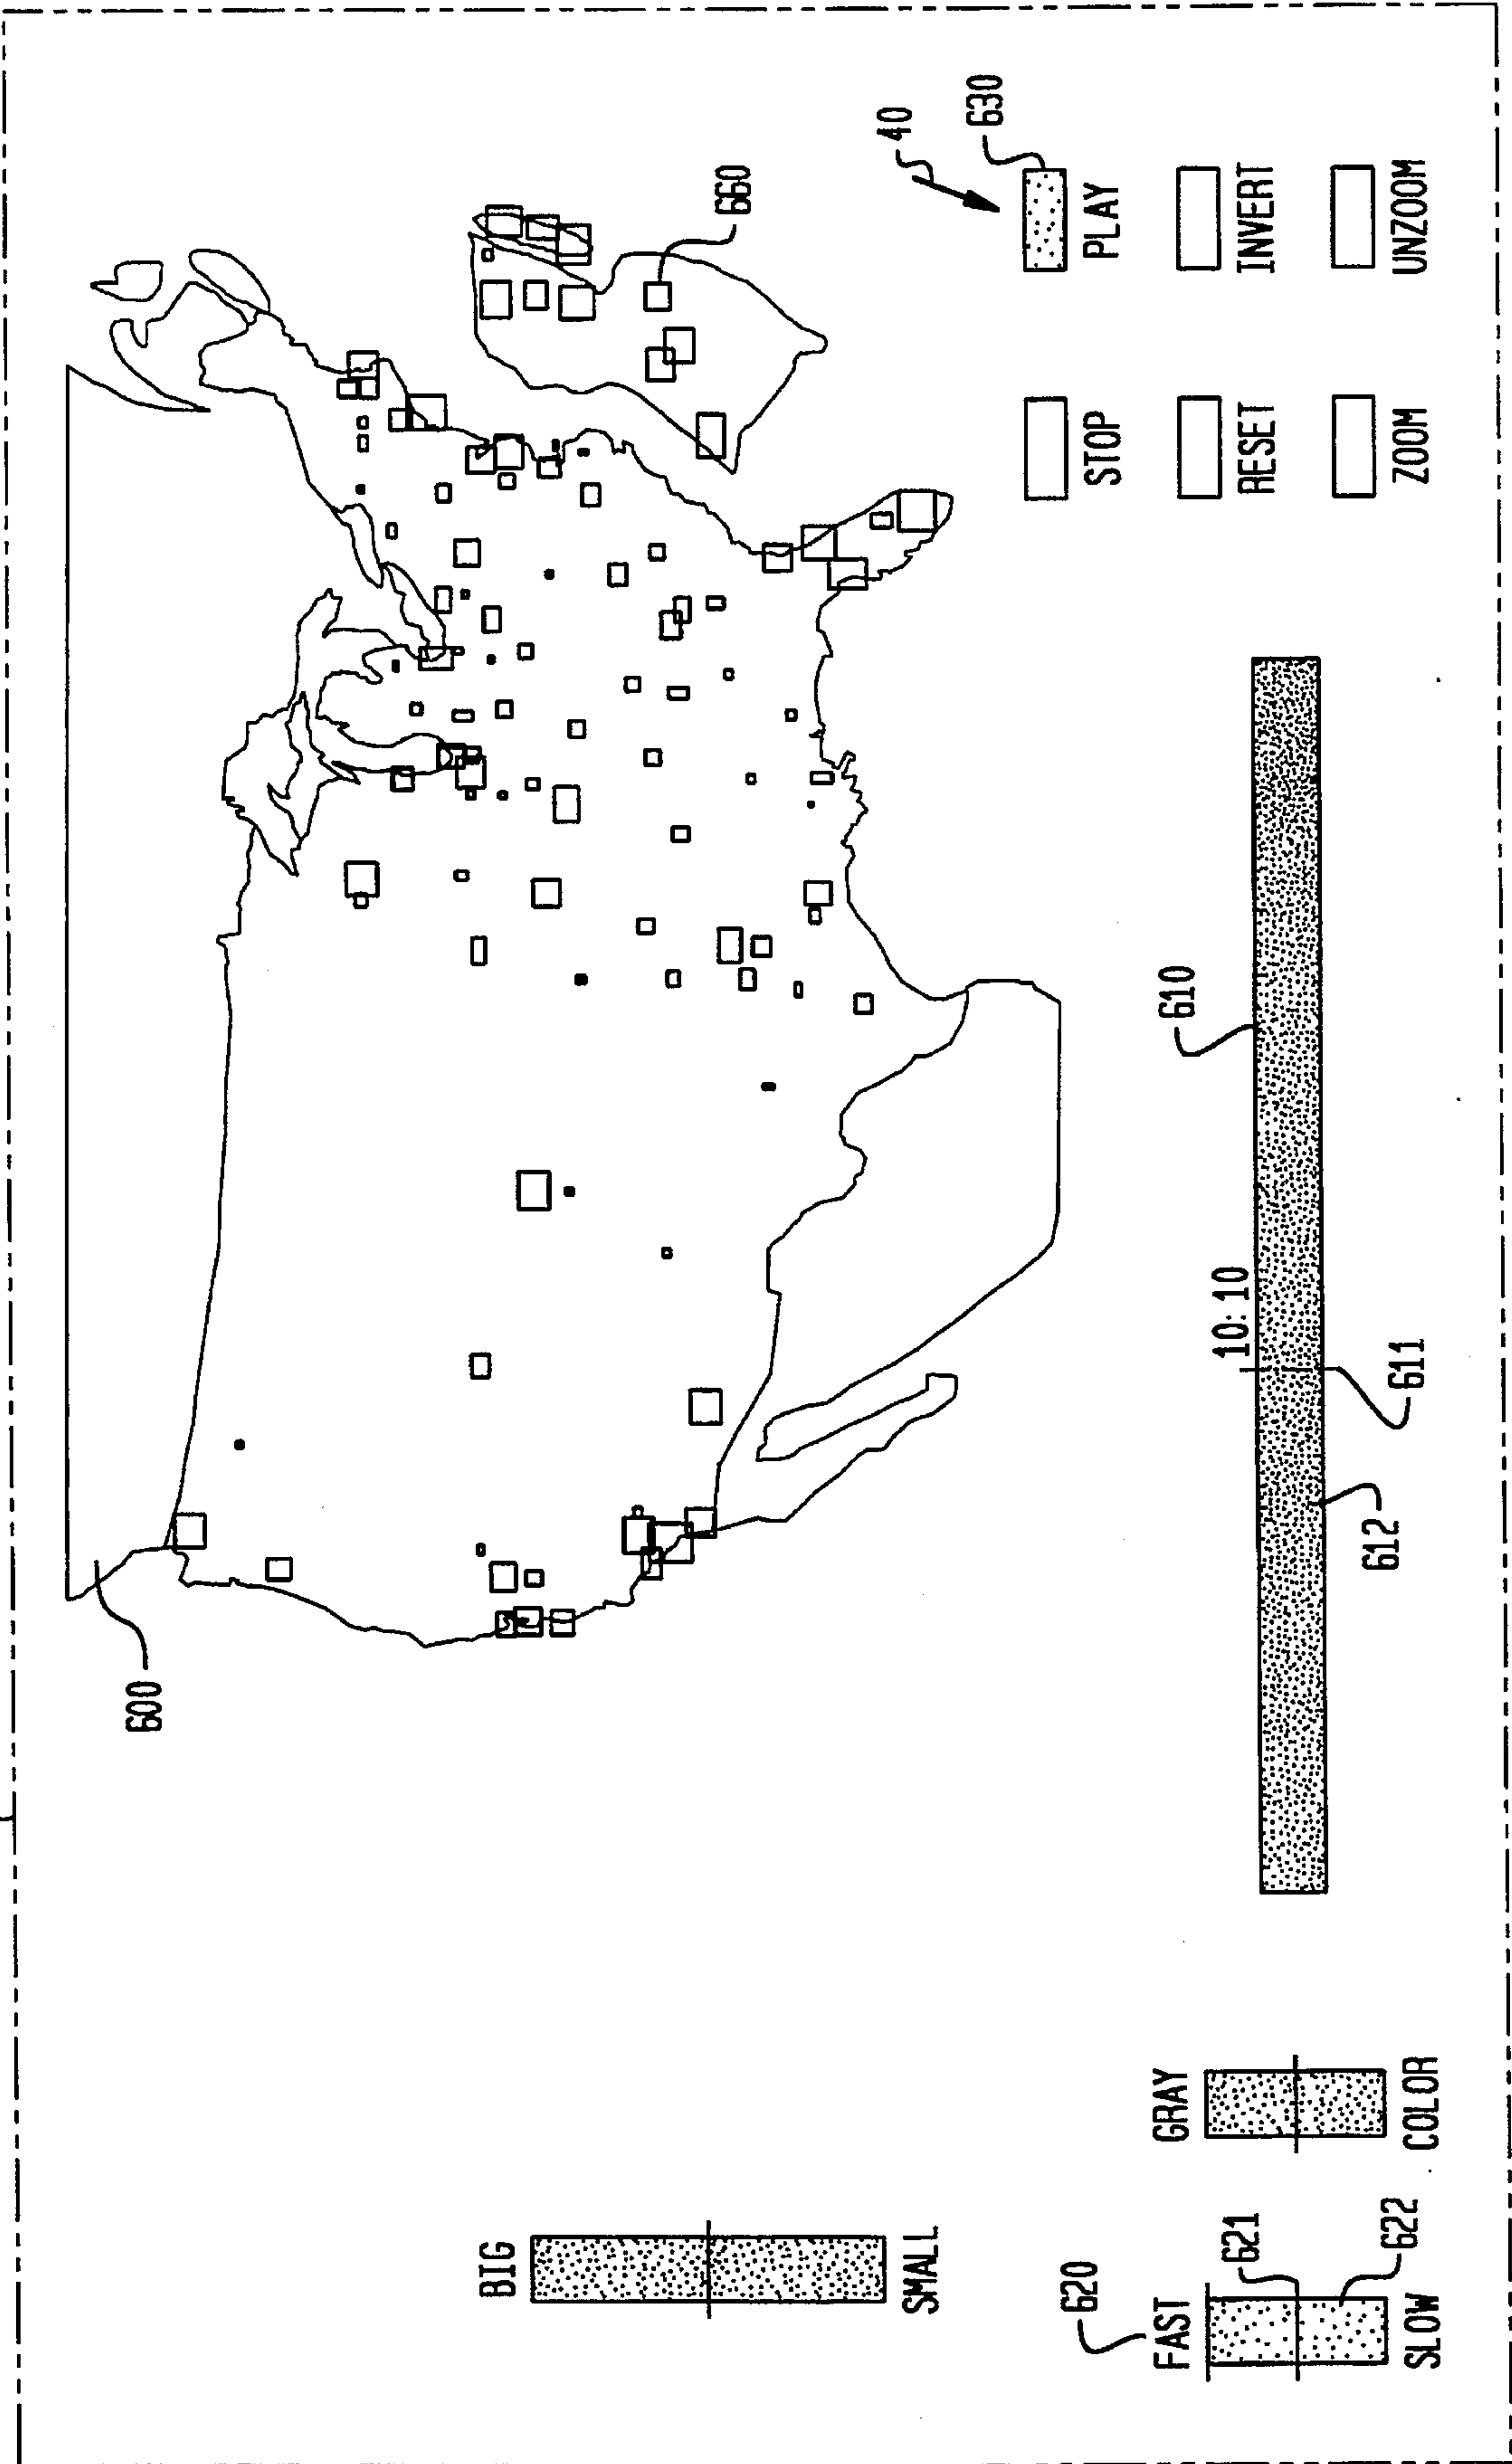 600
660
40
630
BIG
SMALL
STOP
PLAY
RESET
INVERT
ZOOM
UNZOOM
620
FAST
621
622
SLOW
GRAY
COLOR
610
10:10
612
611